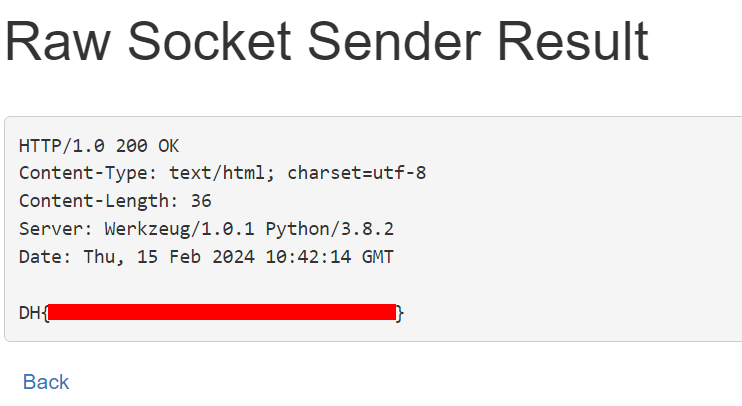 Raw Socket Sender Result
HTTP/1.0 200 OK
Content-Type: text/html; charset=utf-8
Content-Length: 36
Server: Werkzeug/1.0.1 Python/3.8.2
Date: Thu, 15 Feb 2024 10:42:14 GMT
DH{}
Back